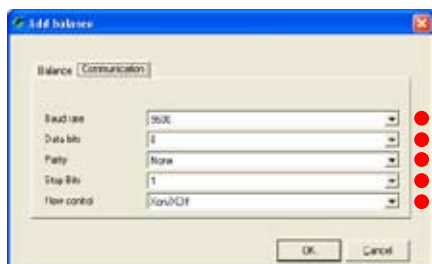 Add balance
Balance Communication
Baud rate 9600
Data bits 8
Parity None
Stop Bits 1
Flow control Xon/Xoff
OK Cancel